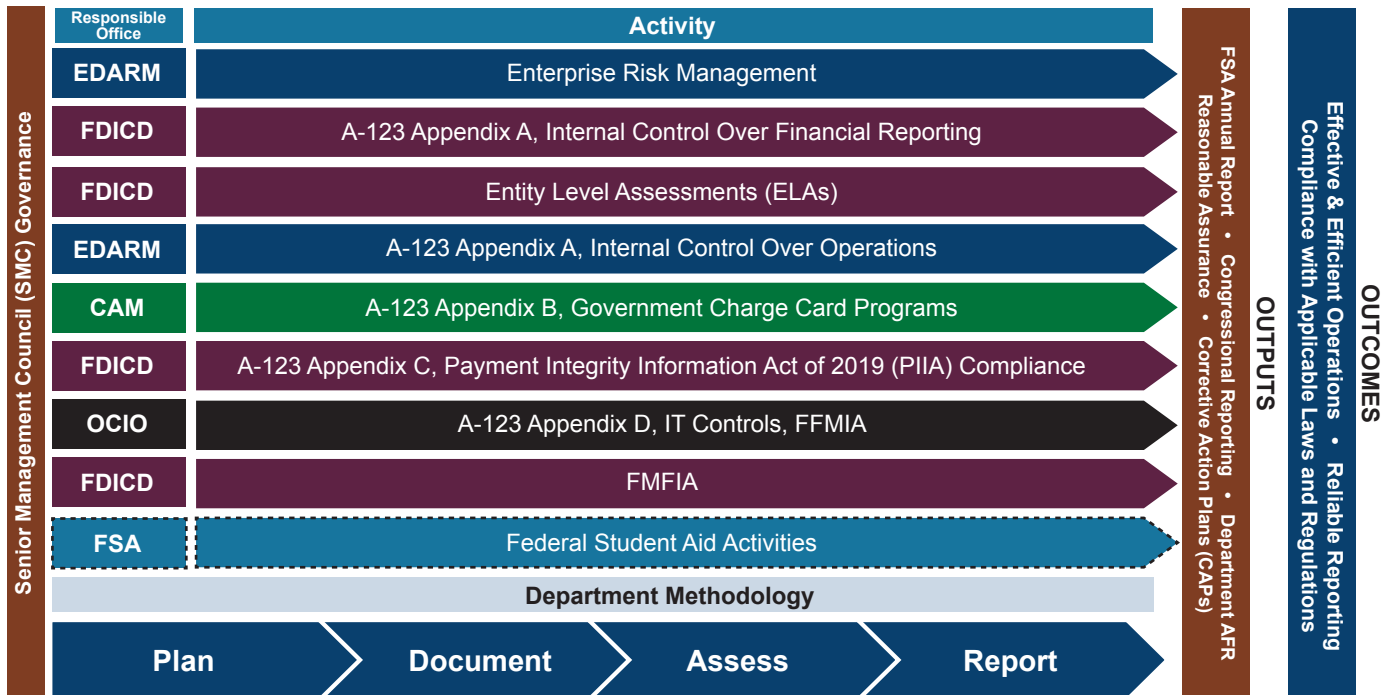 Senior Management Council (SMC) Governance
Responsible
Office
Activity
EDARM
Enterprise Risk Management
FDICD
A-123 Appendix A, Internal Control Over Financial Reporting
FDICD
Entity Level Assessments (ELAs)
EDARM
A-123 Appendix A, Internal Control Over Operations
CAM
A-123 Appendix B, Government Charge Card Programs
FDICD
A-123 Appendix C, Payment Integrity Information Act of 2019 (PIIA) Compliance
OCIO
A-123 Appendix D, IT Controls, FFMIA
FDICD
FMFIA
FSA
Federal Student Aid Activities
Department Methodology
Plan
Document
Assess
Report
FSA Annual Report • Congressional Reporting • Department AFR
Reasonable Assurance • Corrective Action Plans (CAPs)
OUTPUTS
Effective & Efficient Operations • Reliable Reporting
Compliance with Applicable Laws and Regulations
OUTCOMES